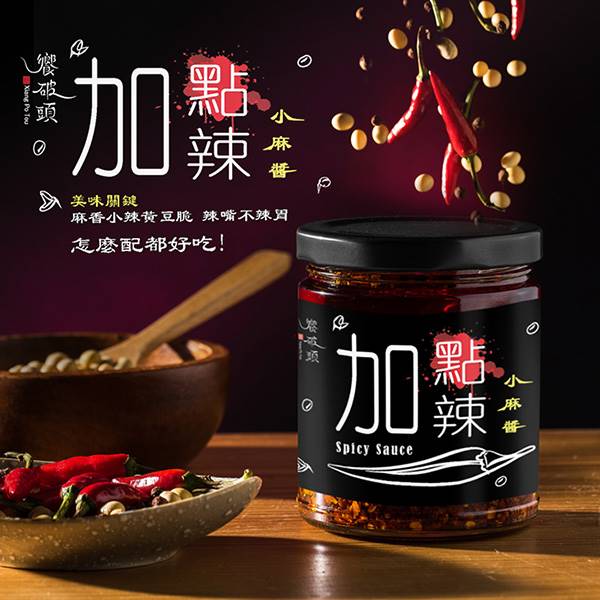 饗破頭
Xiang Po Tou
加點辣
小麻醬
美味關鍵
麻香小辣黃豆脆 辣嘴不辣胃
怎麼配都好吃!
饗破頭
加點辣
小麻醬
Spicy Sauce